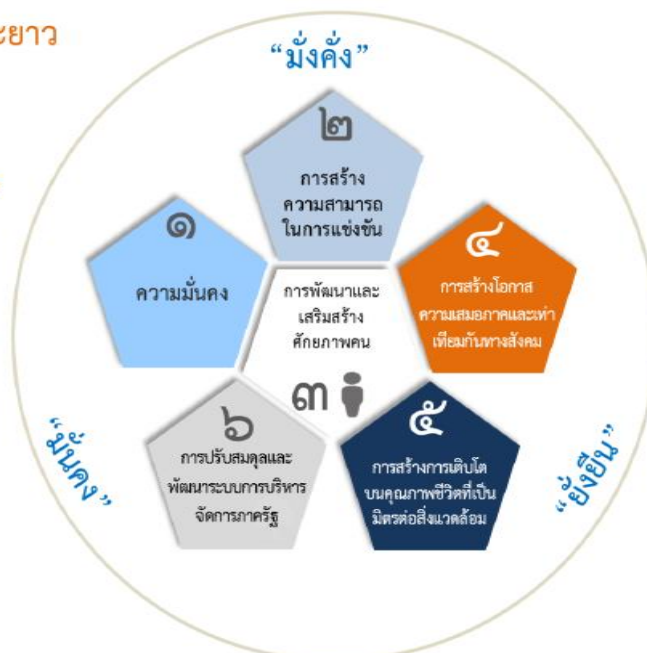 ะยาว
“มั่งคั่ง”
๒
การสร้าง
ความสามารถ
ในการแข่งขัน
๑
ความมั่นคง
๔
การสร้างโอกาส
ความเสมอภาคและเท่า
เทียมกันทางสังคม
การพัฒนาและ
เสริมสร้าง
ศักยภาพคน
๓
๖
การปรับสมดุลและ
พัฒนาระบบการบริหาร
จัดการภาครัฐ
๕
การสร้างการเติบโต
บนคุณภาพชีวิตที่เป็น
มิตรต่อสิ่งแวดล้อม
“มั่นคง”
“ยั่งยืน”